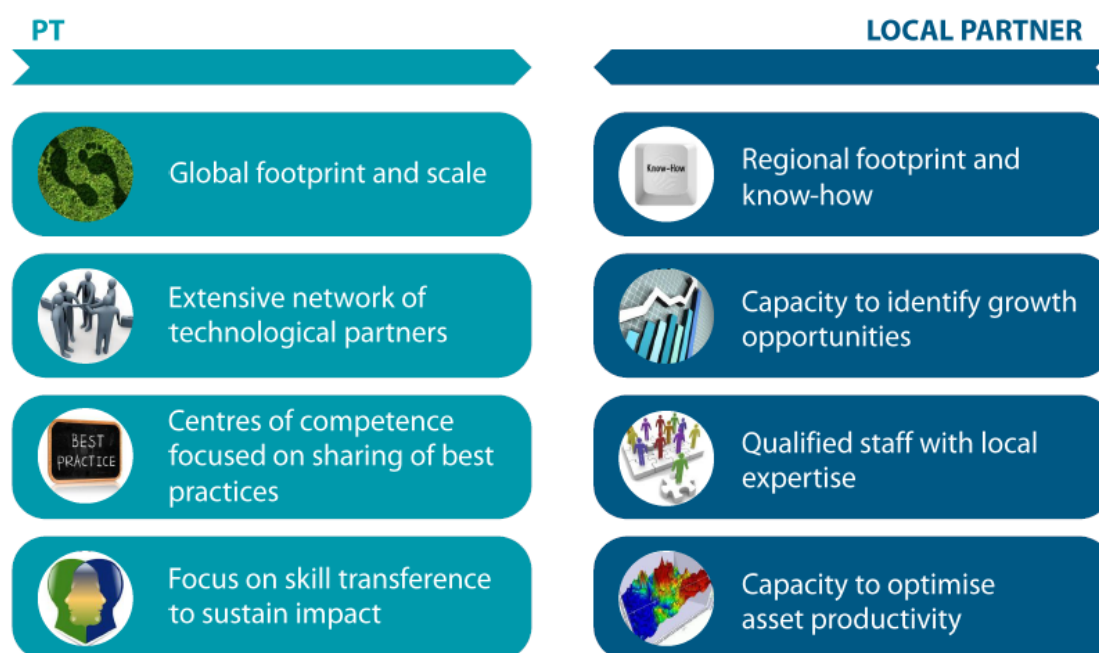 PT
Global footprint and scale
Extensive network of
technological partners
BEST
PRACTICE
Centres of competence
focused on sharing of best
practices
Focus on skill transference
to sustain impact
LOCAL PARTNER
Know-How
Regional footprint and
know-how
Capacity to identify growth
opportunities
Qualified staff with local
expertise
Capacity to optimise
asset productivity